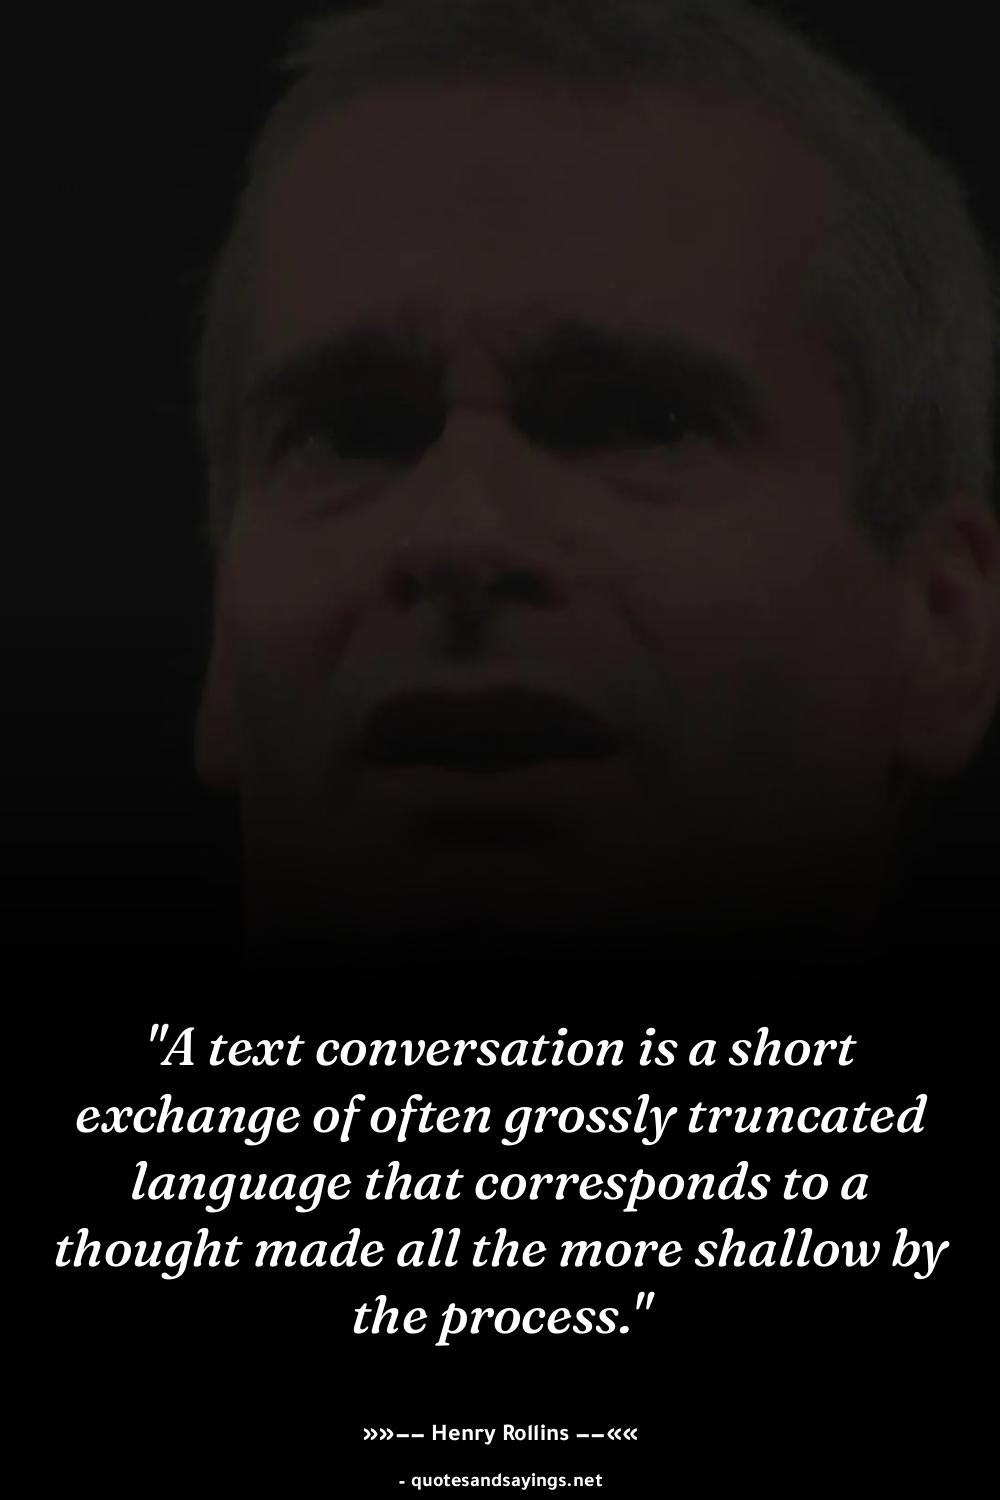 "A text conversation is a short
exchange of often grossly truncated
language that corresponds to a
thought made all the more shallow by
the process."
»»–– Henry Rollins ––««
- quotesandsayings.net